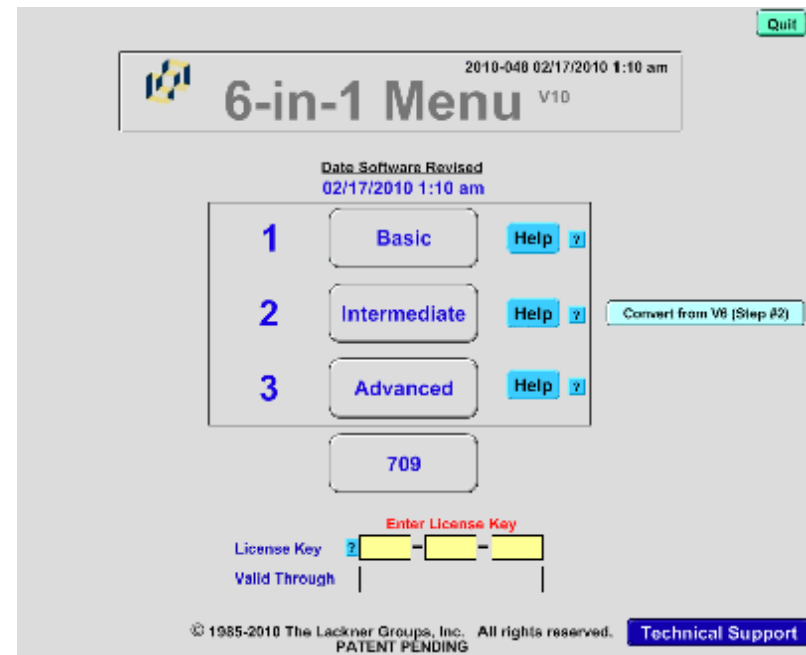 Quit
2010-048 02/17/2010 1:10 am
6-in-1 Menu V10
Date Software Revised
02/17/2010 1:10 am
1 Basic Help ?
2 Intermediate Help ? Convert from V6 (Step #2)
3 Advanced Help ?
709
Enter License Key
License Key ? - -
Valid Through
© 1985-2010 The Lackner Groups, Inc. All rights reserved.
PATENT PENDING
Technical Support